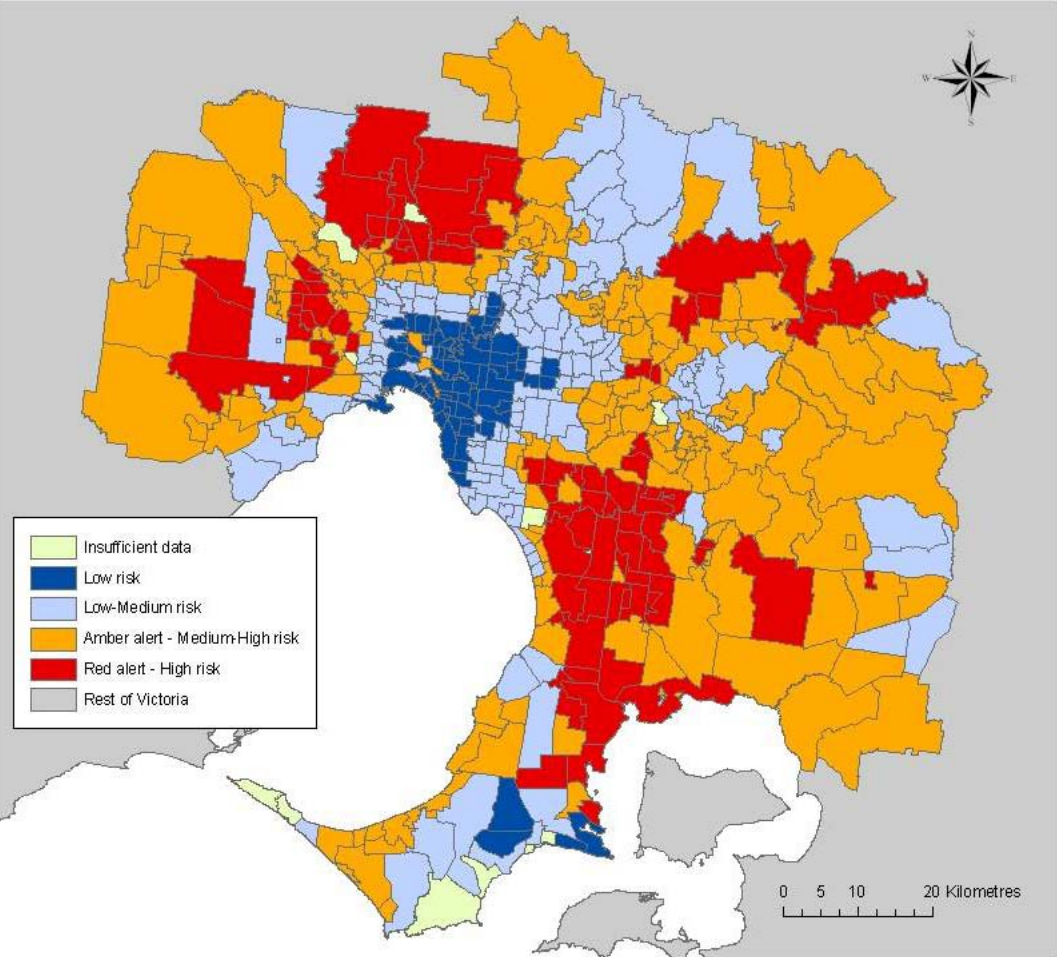 N
W E
S
Insufficient data
Low risk
Low-Medium risk
Amber alert - Medium-High risk
Red alert - High risk
Rest of Victoria
0 5 10 20 Kilometres